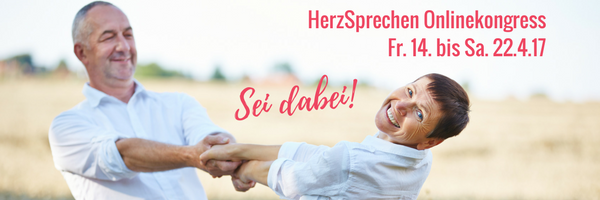 HerzSprechen Onlinekongress
Fr. 14. bis Sa. 22.4.17
Sei dabei!